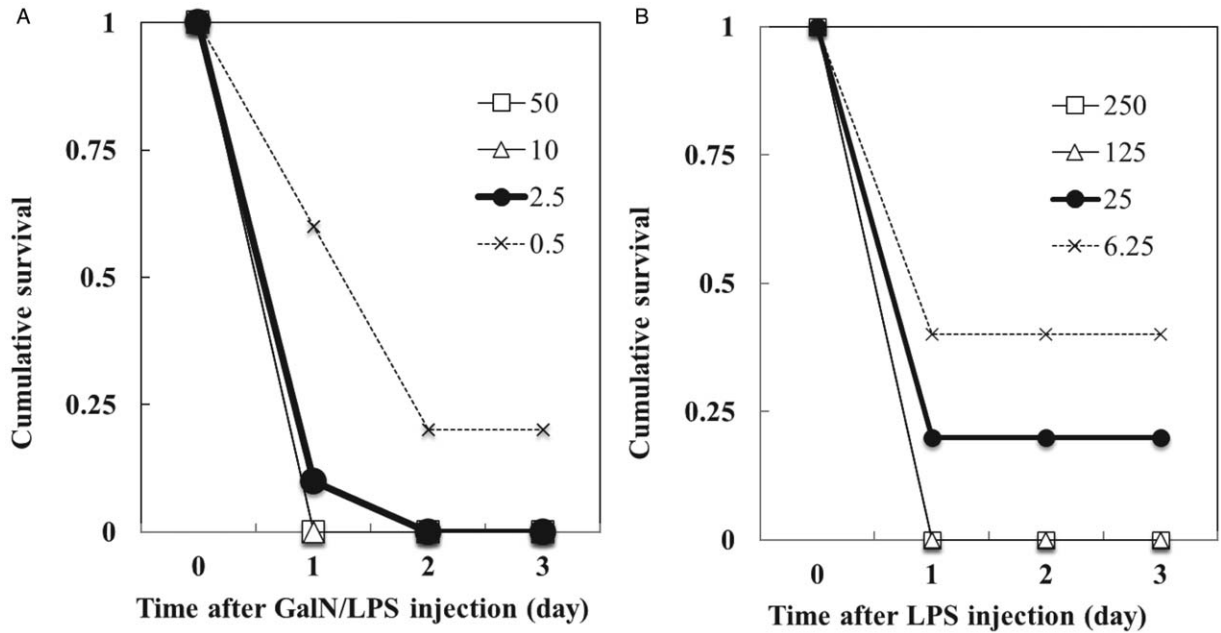 A
1
0.75
0.5
0.25
0
Cumulative survival
50
10
2.5
0.5
0 1 2 3
Time after GalN/LPS injection (day)
B
1
0.75
0.5
0.25
0
Cumulative survival
250
125
25
6.25
0 1 2 3
Time after LPS injection (day)